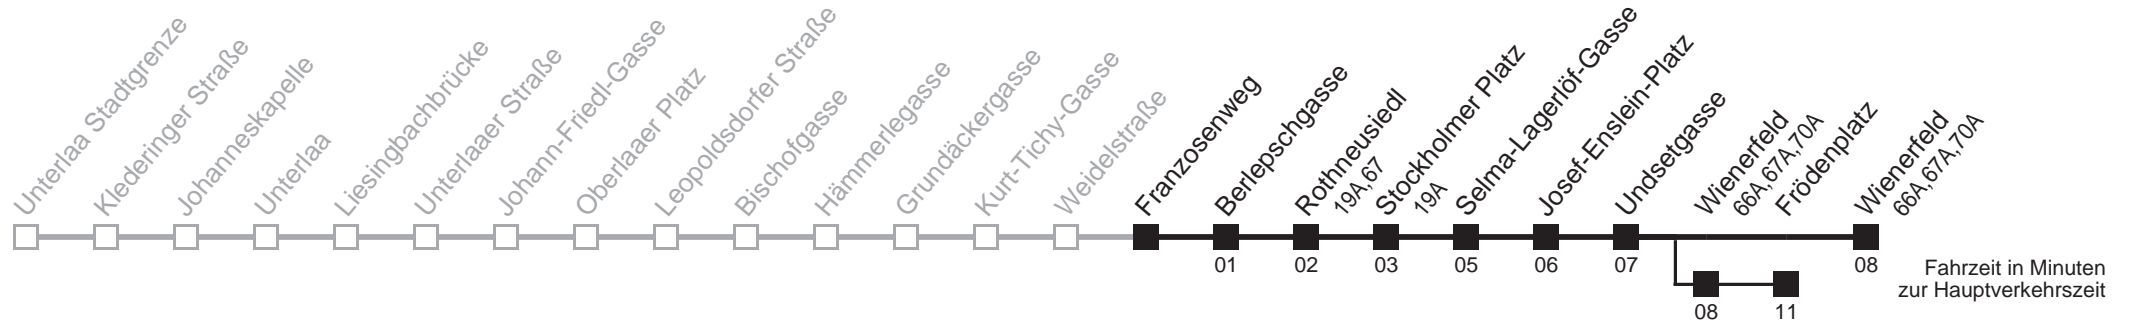 Unterlaa Stadtgrenze
Klederinger Straße
Johanneskapelle
Unterlaa
Liesingbachbrücke
Unterlaaer Straße
Johann-Friedl-Gasse
Oberlaaer Platz
Leopoldsdorfer Straße
Bischofgasse
Hämmerlegasse
Grundäckergasse
Kurt-Tichy-Gasse
Weidelstraße
Franzosenweg
Berlepschgasse
Rothneusiedl
19A,67
Stockholmer Platz
19A
Selma-Lagerlöf-Gasse
Josef-Enslein-Platz
Undsetgasse
Wienerfeld
66A,67A,70A
Frödenplatz
Wienerfeld
66A,67A,70A
01
02
03
05
06
07
08
Fahrzeit in Minuten
zur Hauptverkehrszeit
08
11